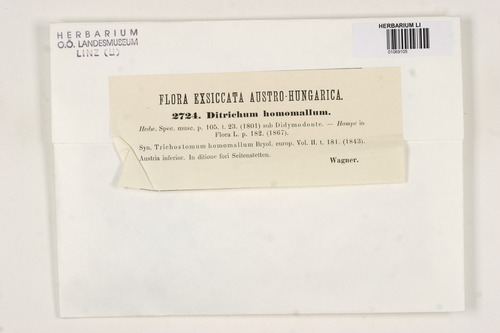 HERBARIUM
O.Ö. LANDESMUSEUM
LINZ (U)
HERBARIUM LI
01089105
FLORA EXSICCATA AUSTRO-HUNGARICA.
2724. Ditrichum homomallum.
Hedw. Spec. musc. p. 105. t. 23. (1801) sub Didymodonte. — Hampe in
Flora L. p. 182. (1867).
Syn. Trichostomum homomallum Bryol. europ. Vol. II. t. 181. (1843).
Austria inferior. In ditione fori Seitenstetten.
Wagner.